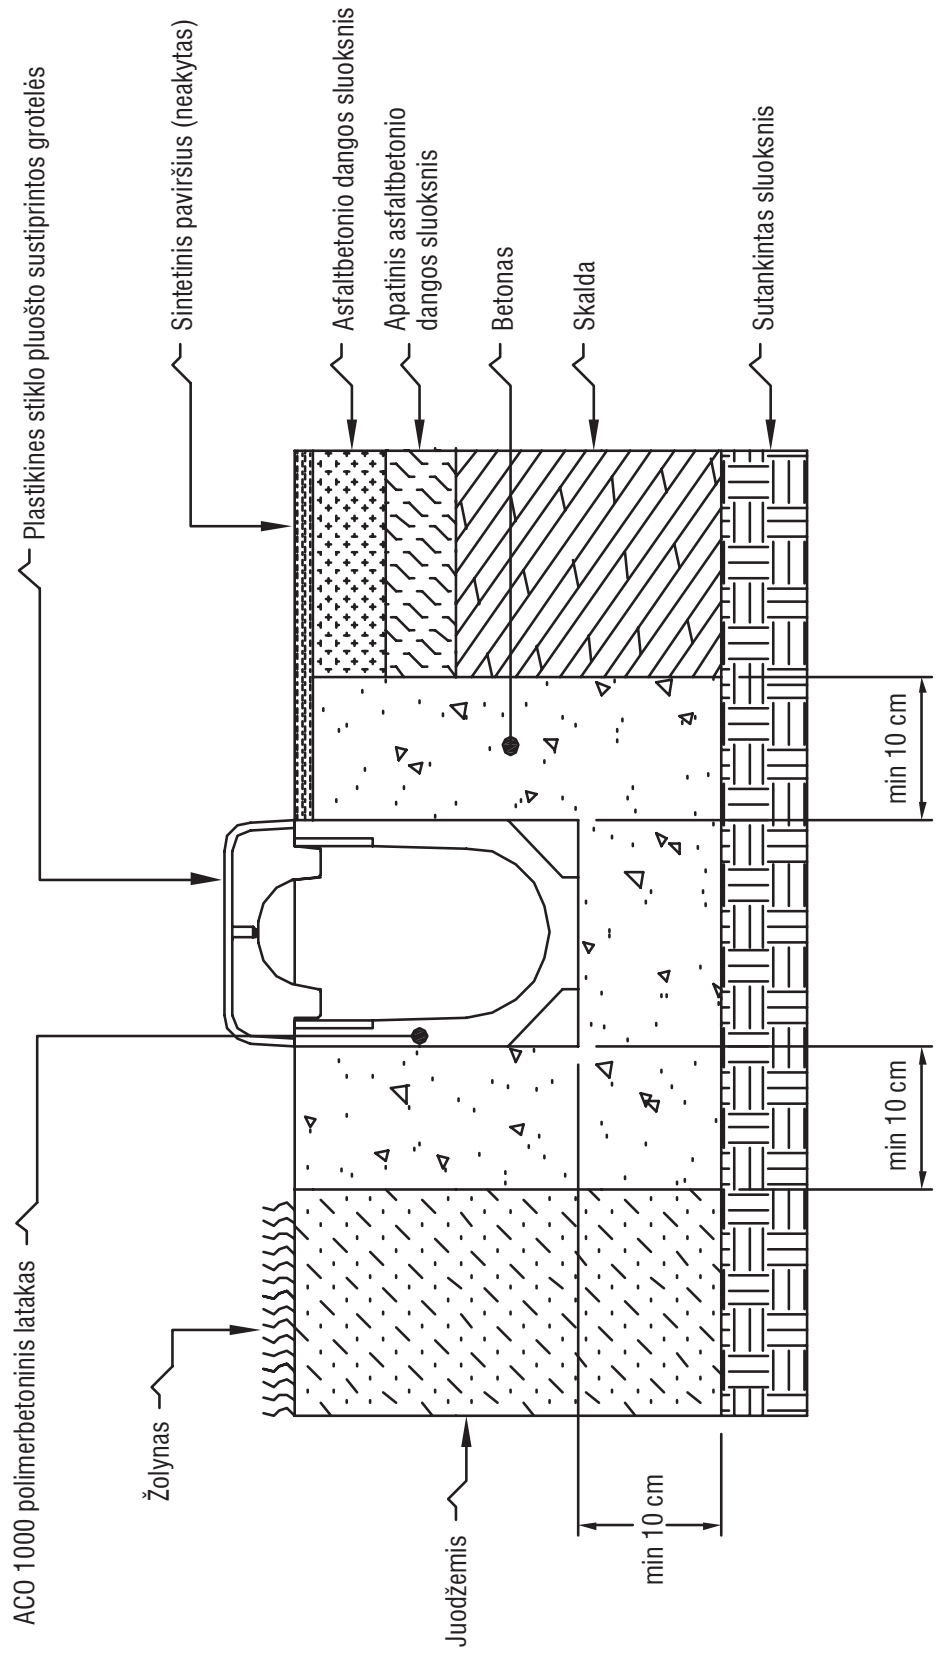 Plastikines stiklo pluošto sustiprintos grotelės
ACO 1000 polimerbetoninis latakas
Žolynas
Juodžemis
Sintetinis paviršius (neakytas)
Asfaltbetonio dangos sluoksnis
Apatinis asfaltbetonio
dangos sluoksnis
Betonas
Skalda
Sutankintas sluoksnis
min 10 cm
min 10 cm
min 10 cm